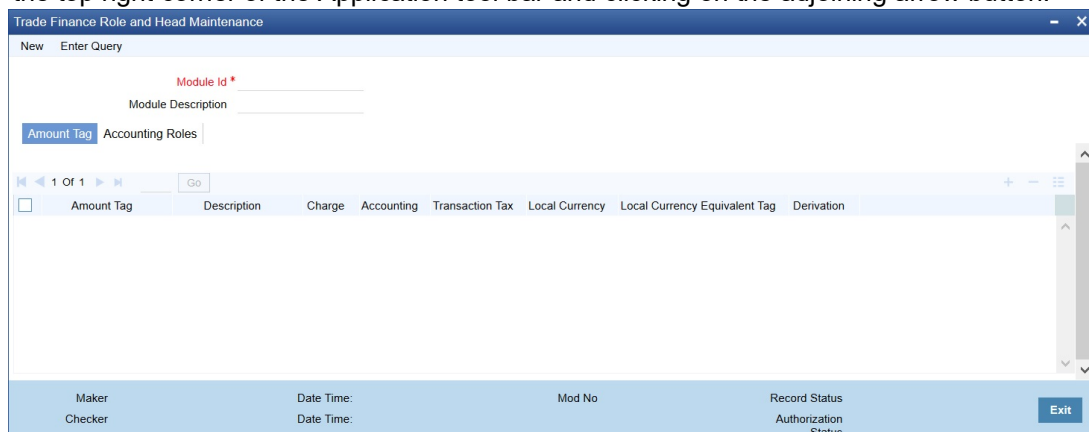 the top right corner of the Application tool bar and clicking on the adjoining arrow button.
Trade Finance Role and Head Maintenance
New Enter Query
Module Id *
Module Description
Amount Tag Accounting Roles
1 Of 1 Go
Amount Tag Description Charge Accounting Transaction Tax Local Currency Local Currency Equivalent Tag Derivation
Maker Date Time: Mod No Record Status
Exit
Checker Date Time: Authorization
Status